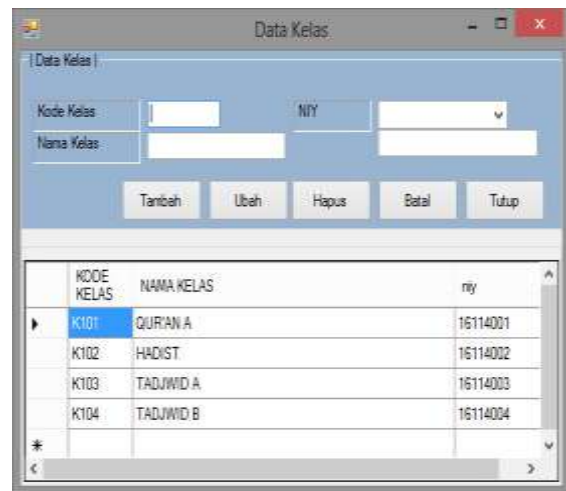 Data Kelas
| Data Kelas |
Kode Kelas NIY
Nama Kelas
Tambah Ubah Hapus Batal Tutup
KODE KELAS NAMA KELAS niy
K101 QUR'AN A 16114001
K102 HADIST 16114002
K103 TADJWID A 16114003
K104 TADJWID B 16114004